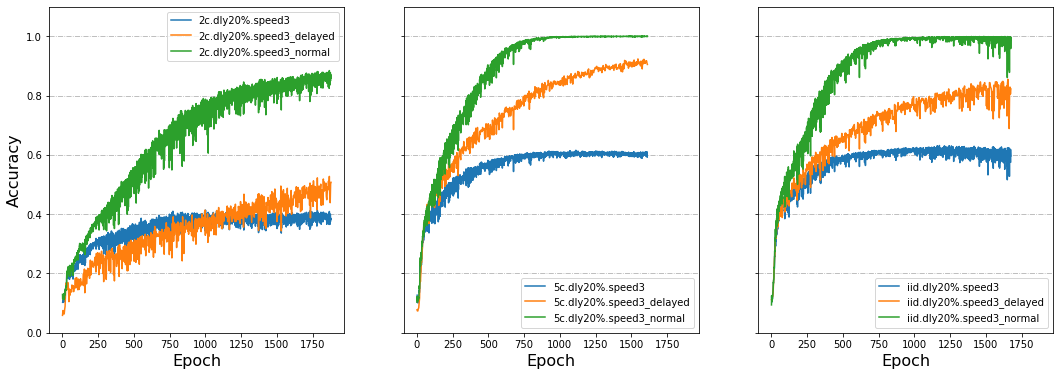 Accuracy
1.0
0.8
0.6
0.4
0.2
0.0
2c.dly20%.speed3
2c.dly20%.speed3_delayed
2c.dly20%.speed3_normal
0 250 500 750 1000 1250 1500 1750
Epoch
5c.dly20%.speed3
5c.dly20%.speed3_delayed
5c.dly20%.speed3_normal
0 250 500 750 1000 1250 1500 1750
Epoch
iid.dly20%.speed3
iid.dly20%.speed3_delayed
iid.dly20%.speed3_normal
0 250 500 750 1000 1250 1500 1750
Epoch